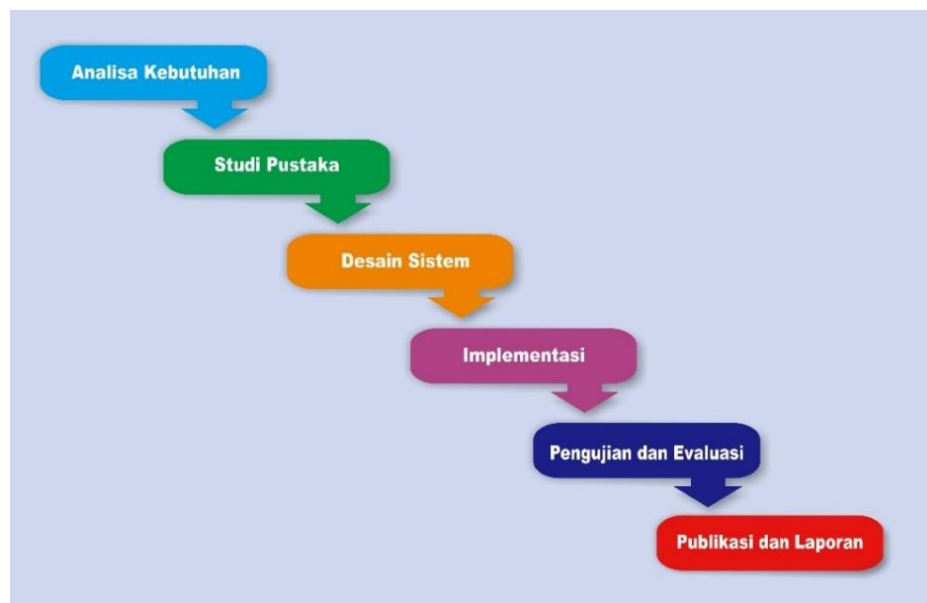 Analisa Kebutuhan
Studi Pustaka
Desain Sistem
Implementasi
Pengujian dan Evaluasi
Publikasi dan Laporan